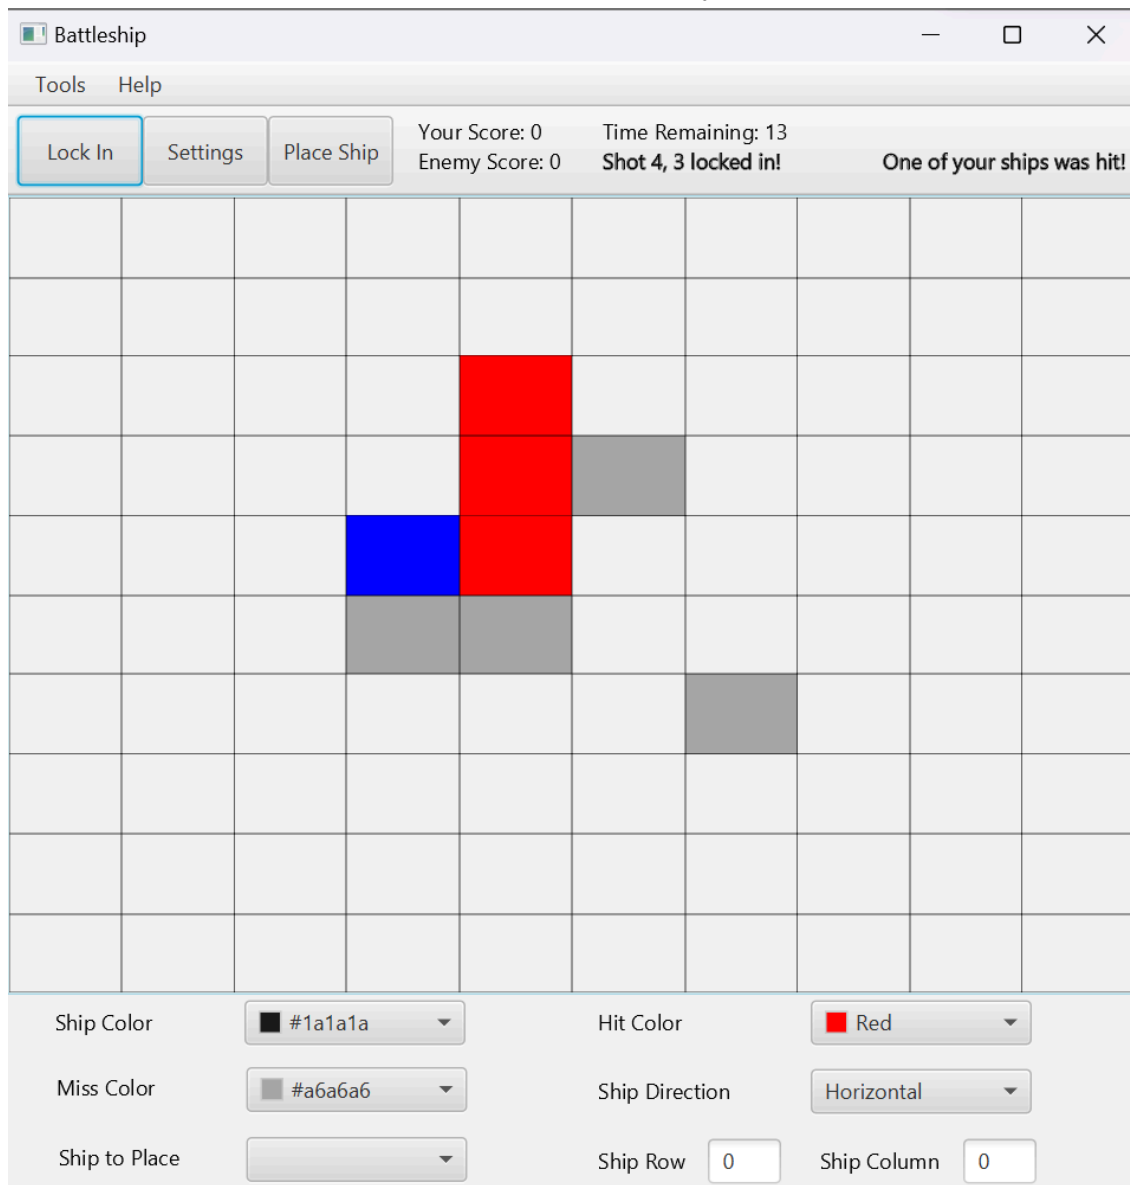 Battleship
Tools Help
Lock In Settings Place Ship Your Score: 0 Time Remaining: 13
Enemy Score: 0 Shot 4, 3 locked in! One of your ships was hit!
Ship Color #1a1a1a Hit Color Red
Miss Color #a6a6a6 Ship Direction Horizontal
Ship to Place Ship Row 0 Ship Column 0